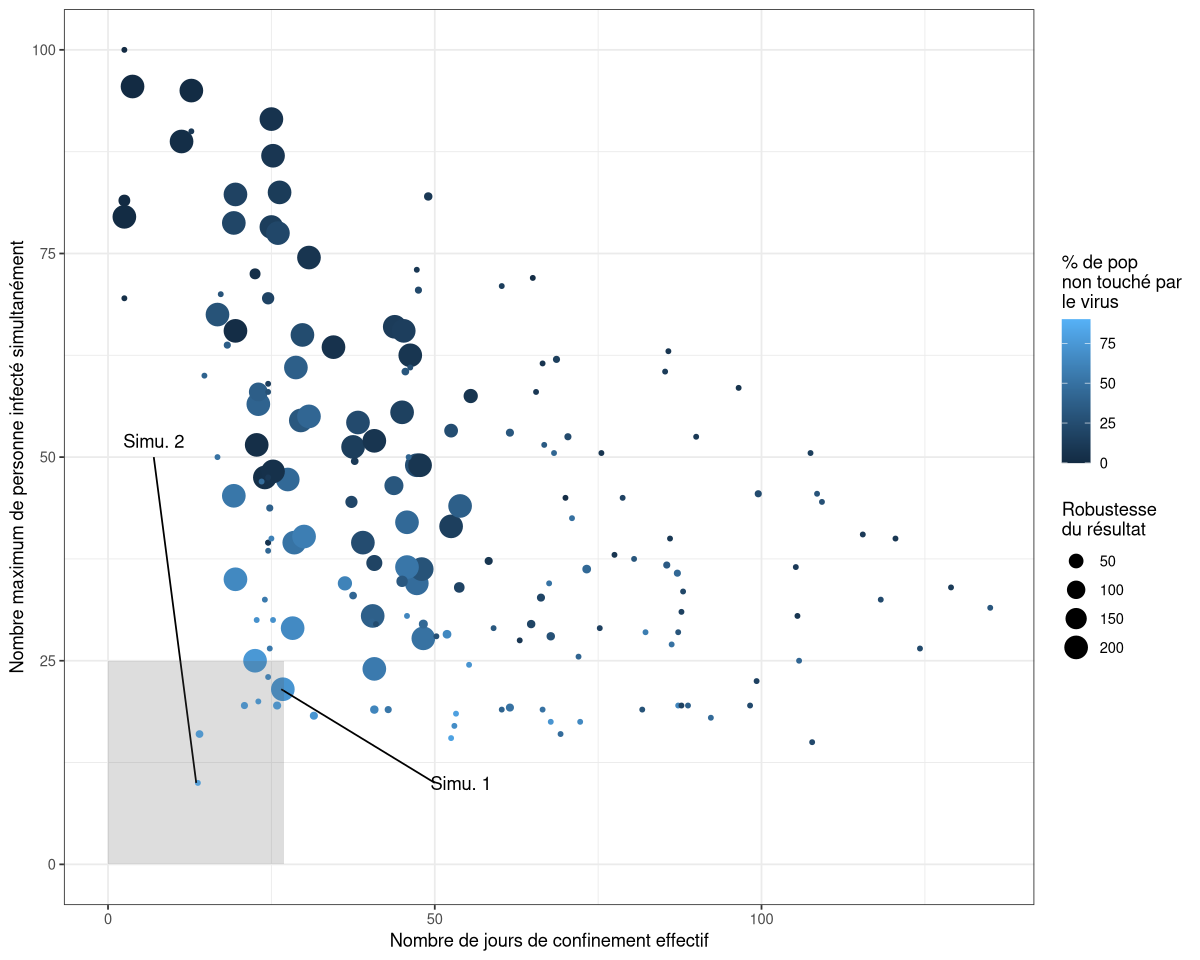 Nombre maximum de personne infecté simultanément
100
75
50
25
0
Simu. 2
Simu. 1
0
50
100
Nombre de jours de confinement effectif
% de pop
non touché par
le virus
75
50
25
0
Robustesse
du résultat
50
100
150
200